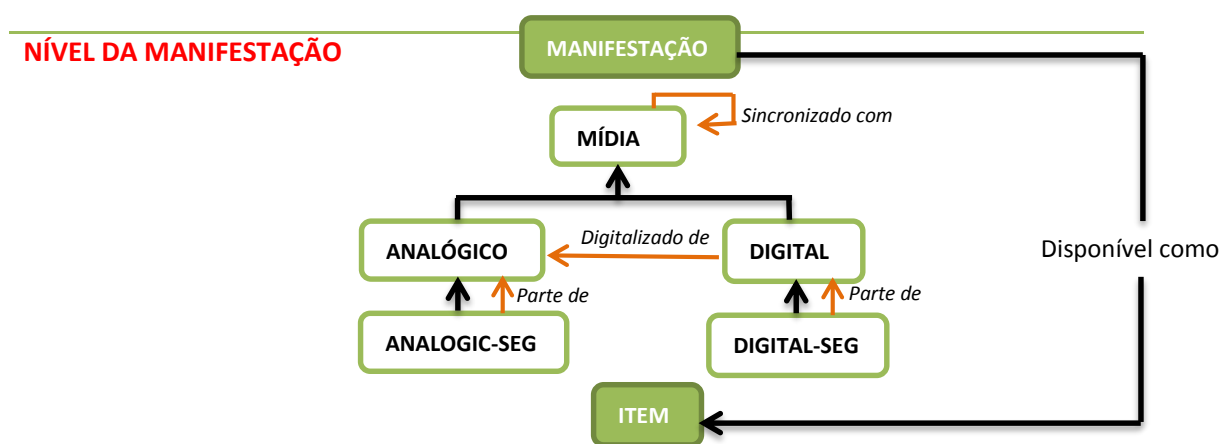 MANIFESTAÇÃO
NÍVEL DA MANIFESTAÇÃO
Sincronizado com
MÍDIA
ANALÓGICO
Digitalizado de
DIGITAL
Disponível como
Parte de
Parte de
ANALOGIC-SEG
DIGITAL-SEG
ITEM